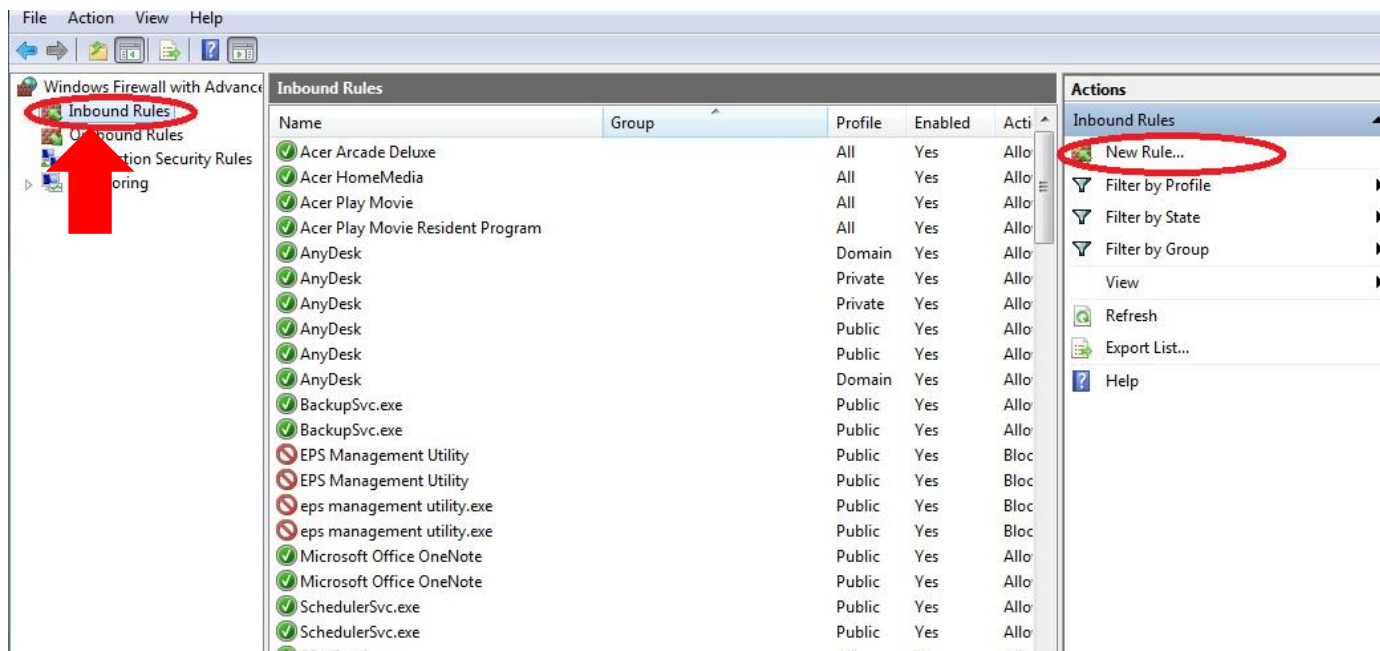 File Action View Help
Windows Firewall with Advance
Inbound Rules
Outbound Rules
ction Security Rules
oring
Inbound Rules
Name Group Profile Enabled Acti
Acer Arcade Deluxe All Yes Allo
Acer HomeMedia All Yes Allo
Acer Play Movie All Yes Allo
Acer Play Movie Resident Program All Yes Allo
AnyDesk Domain Yes Allo
AnyDesk Private Yes Allo
AnyDesk Private Yes Allo
AnyDesk Public Yes Allo
AnyDesk Public Yes Allo
AnyDesk Domain Yes Allo
BackupSvc.exe Public Yes Allo
BackupSvc.exe Public Yes Allo
EPS Management Utility Public Yes Bloc
EPS Management Utility Public Yes Bloc
eps management utility.exe Public Yes Bloc
eps management utility.exe Public Yes Bloc
Microsoft Office OneNote Public Yes Allo
Microsoft Office OneNote Public Yes Allo
SchedulerSvc.exe Public Yes Allo
SchedulerSvc.exe Public Yes Allo
Actions
Inbound Rules
New Rule...
Filter by Profile
Filter by State
Filter by Group
View
Refresh
Export List...
Help